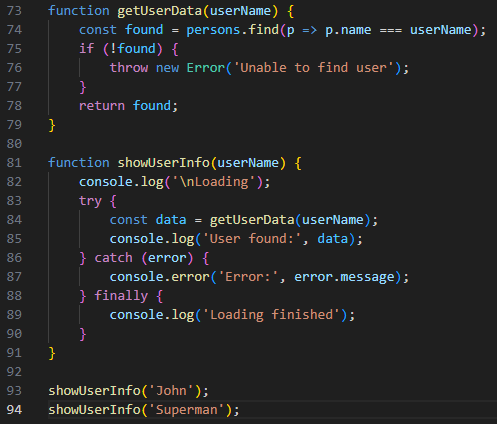 73 function getUserData(userName) {
74     const found = persons.find(p => p.name === userName);
75     if (!found) {
76         throw new Error('Unable to find user');
77     }
78     return found;
79 }
80
81 function showUserInfo(userName) {
82     console.log('\nLoading');
83     try {
84         const data = getUserData(userName);
85         console.log('User found:', data);
86     } catch (error) {
87         console.error('Error:', error.message);
88     } finally {
89         console.log('Loading finished');
90     }
91 }
92
93 showUserInfo('John');
94 showUserInfo('Superman');